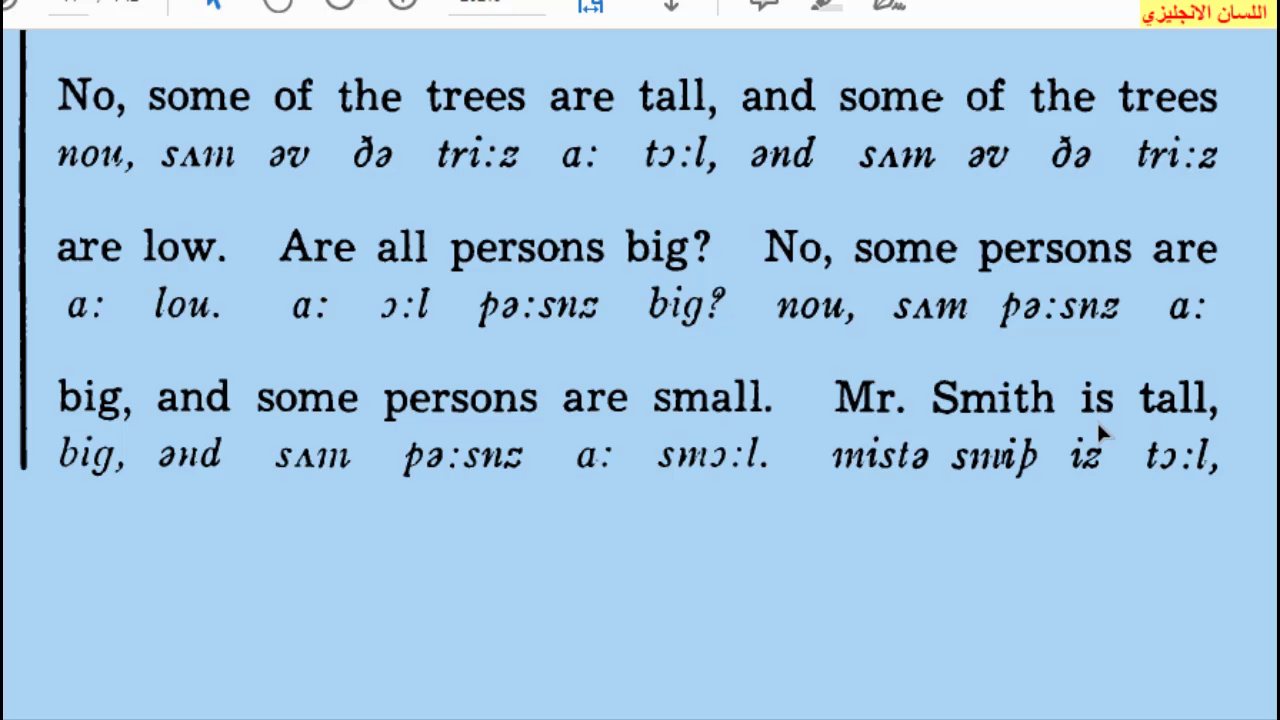 اللسان الانجليزي
No, some of the trees are tall, and some of the trees
nou, sʌm əv ðə tri:z a: tɔ:l, ənd sʌm əv ðə tri:z
are low. Are all persons big? No, some persons are
a: lou. a: ɔ:l pə:snz big? nou, sʌm pə:snz a:
big, and some persons are small. Mr. Smith is tall,
big, ənd sʌm pə:snz a: smɔ:l. mistə smiþ iz tɔ:l,